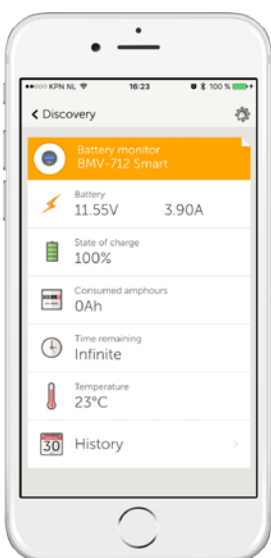 KPN NL 16:23 100 %
Discovery
Battery monitor
BMV-712 Smart
Battery
11.55V 3.90A
State of charge
100%
Consumed amphours
0Ah
Time remaining
Infinite
Temperature
23°C
30 History